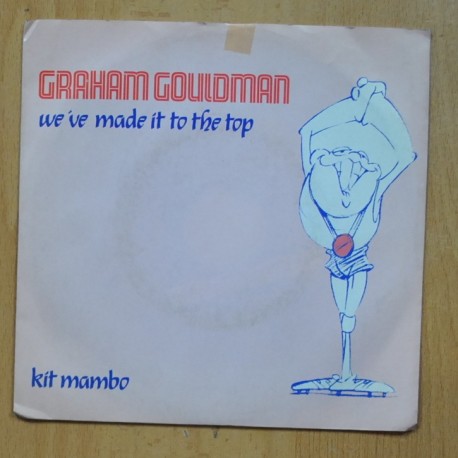 GRAHAM GOULDMAN
we've made it to the top
kit mambo